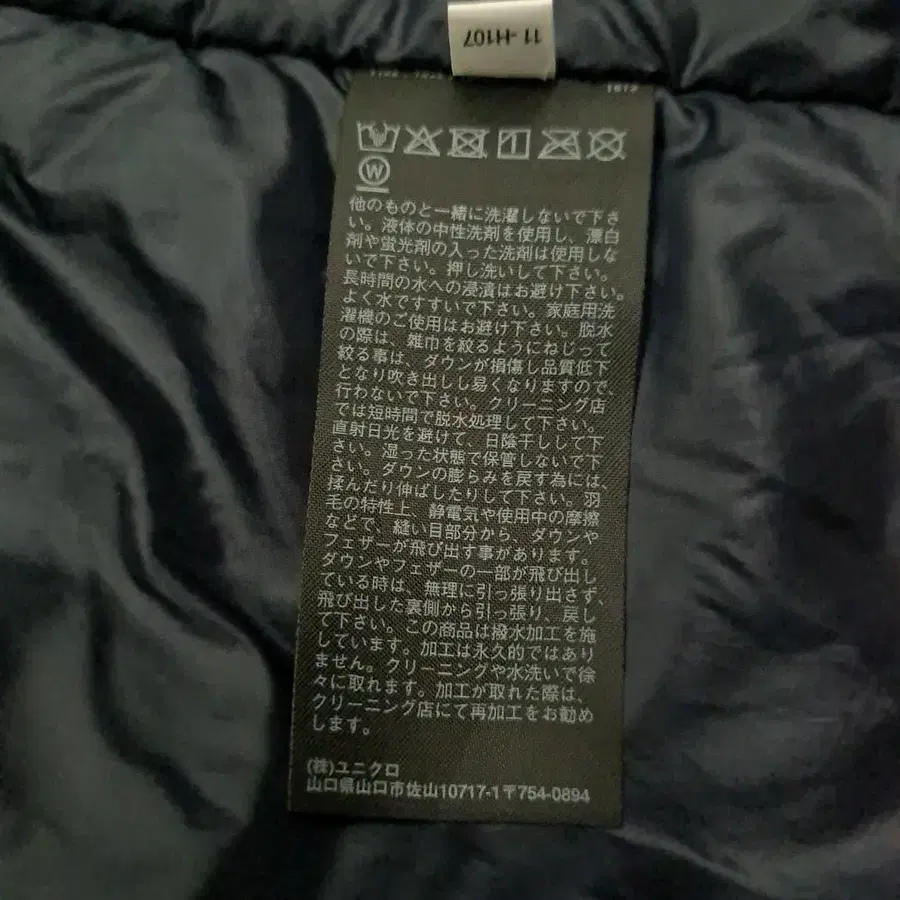 11-H107
W
他のものと一緒に洗濯しないで下さ
い。液体の中性洗剤を使用し、漂白
剤や蛍光剤の入った洗剤は使用しな
いで下さい。押し洗いして下さい。
長時間の水への浸漬はお避け下さい。
よく水ですすいで下さい。家庭用洗
濯機のご使用はお避け下さい。脱水
の際は、雑巾を絞るようにねじって
絞る事は、ダウンが損傷し品質低下
となり吹き出しし易くなりますので、
行わないで下さい。クリーニング店
では短時間で脱水処理して下さい。
直射日光を避けて、日陰干しして下
さい。湿った状態で保管しないで下
さい。ダウンの膨らみを戻す為には、
揉んだり伸ばしたりして下さい。羽
毛の特性上、静電気や使用中の摩擦
などで、縫い目部分から、ダウンや
フェザーが飛び出す事があります。
ダウンやフェザーの一部が飛び出し
ている時は、無理に引っ張り出さず、
飛び出した裏側から引っ張り、戻し
て下さい。この商品は撥水加工を施
しています。加工は永久的ではあり
ません。クリーニングや水洗いで徐
々に取れます。加工が取れた際は、
クリーニング店にて再加工をお勧め
します。
(株)ユニクロ
山口県山口市佐山10717-1〒754-0894